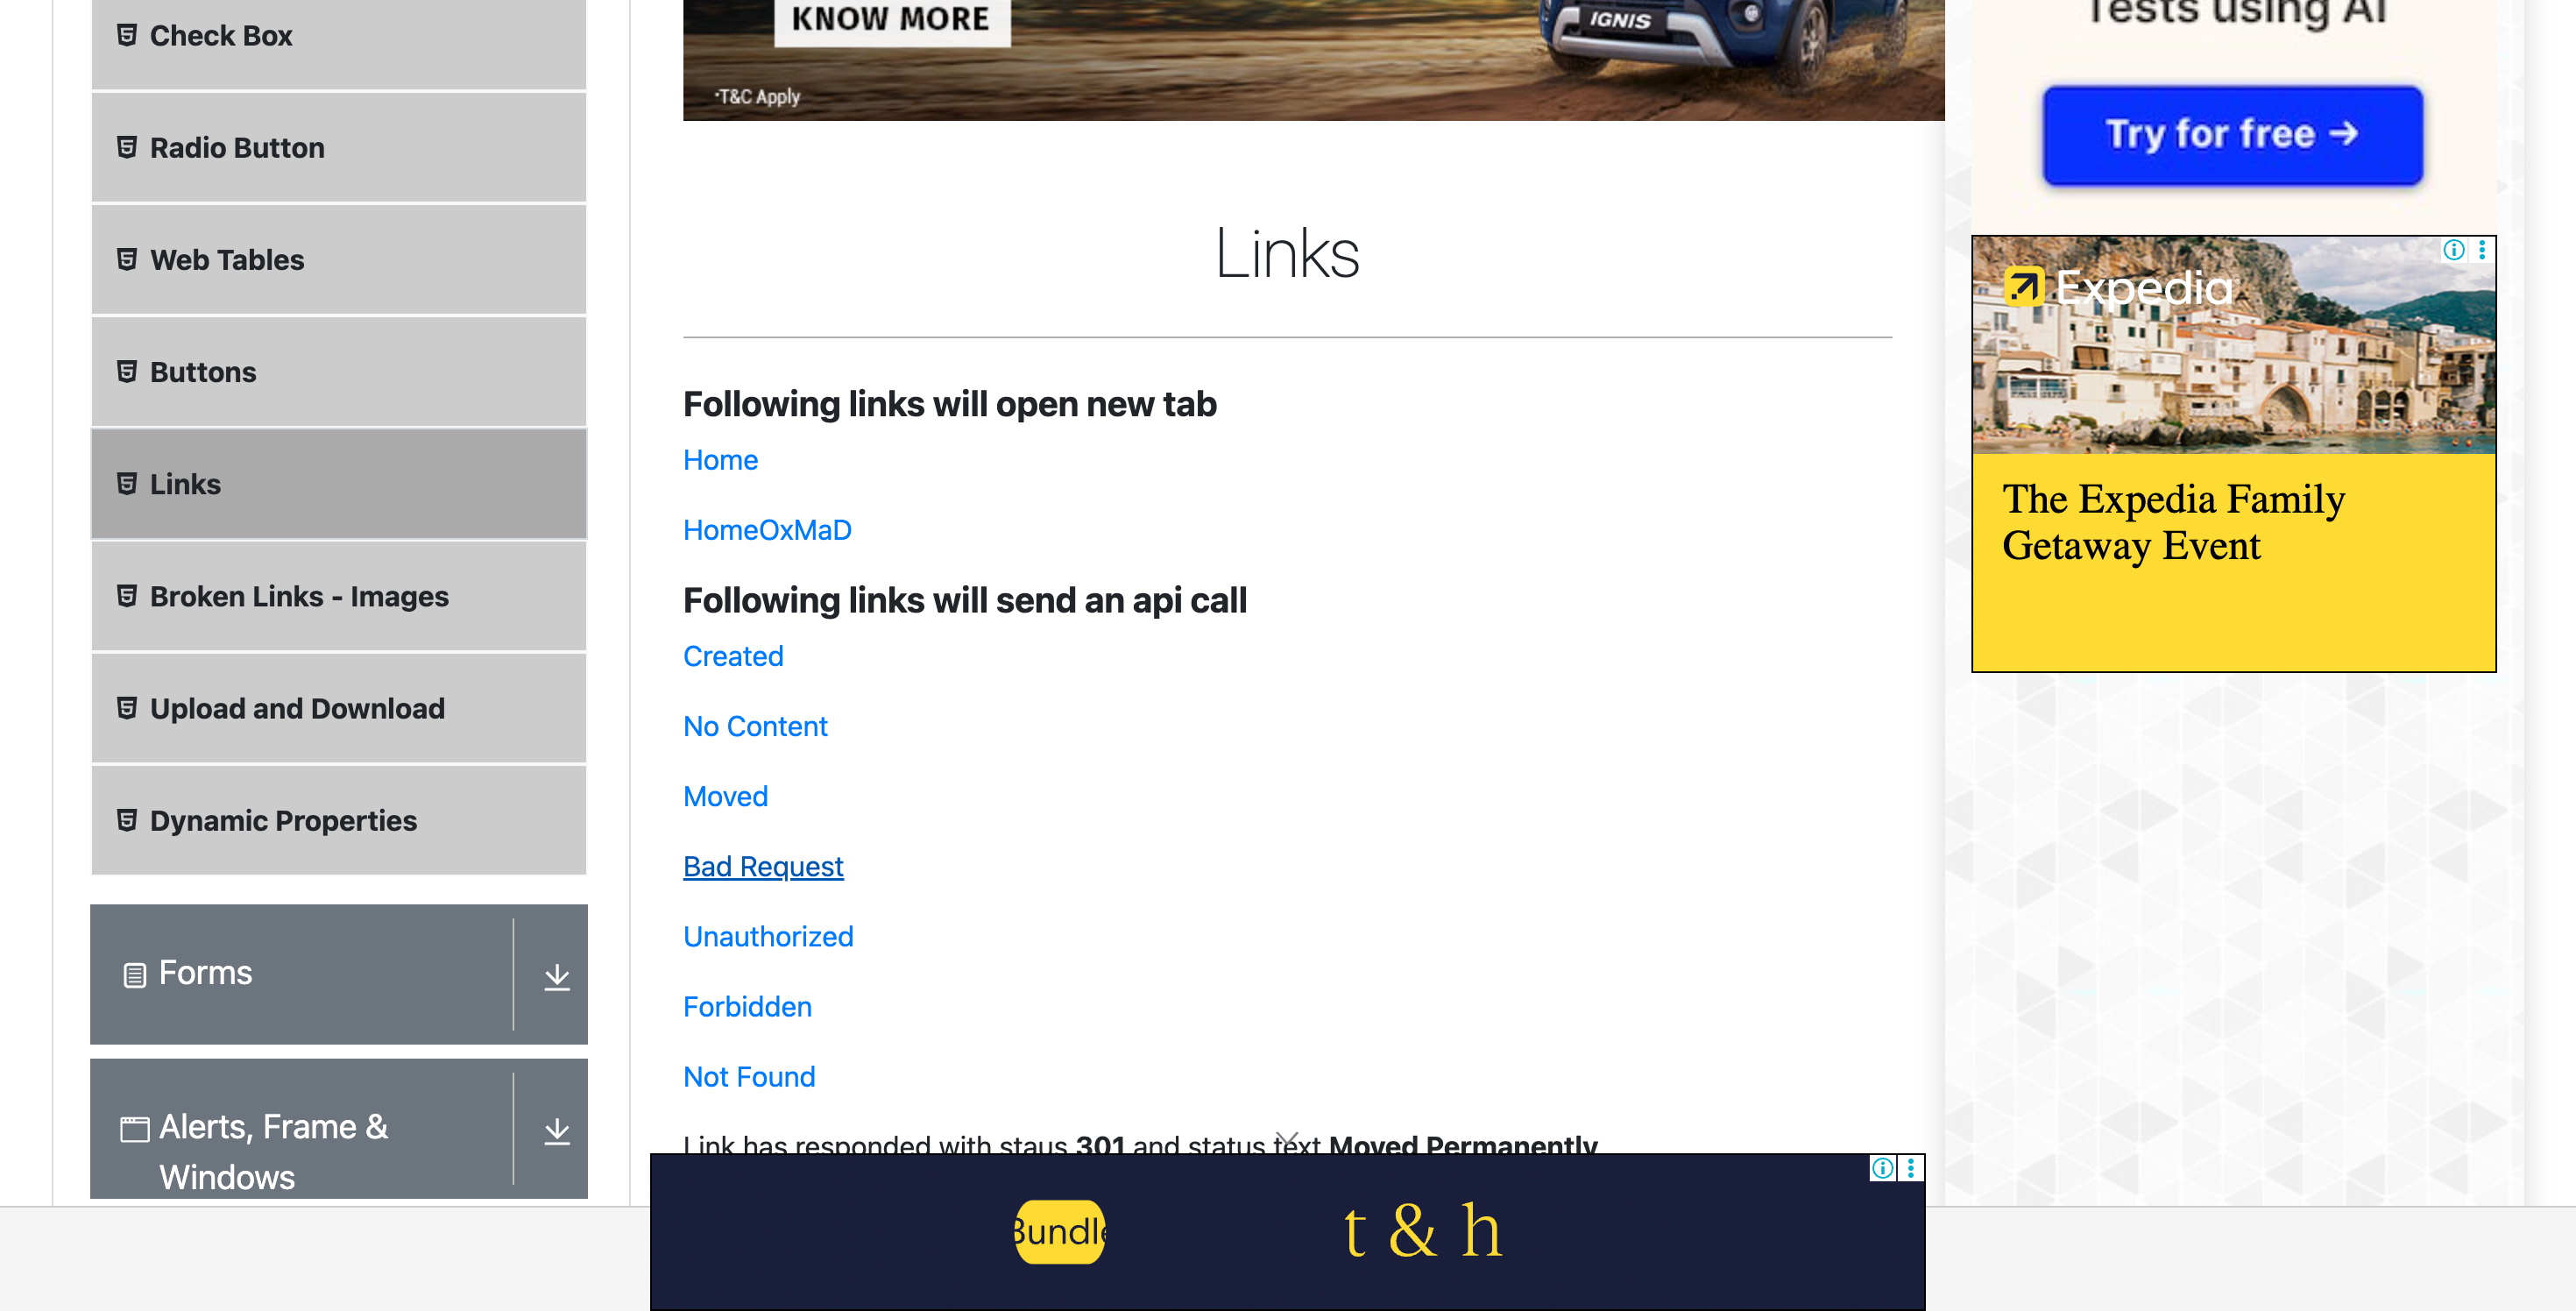 Check Box
Radio Button
Web Tables
Buttons
Links
Broken Links - Images
Upload and Download
Dynamic Properties
Forms
Alerts, Frame &
Windows
KNOW MORE
IGNIS
*T&C Apply
Links
Following links will open new tab
Home
HomeOxMaD
Following links will send an api call
Created
No Content
Moved
Bad Request
Unauthorized
Forbidden
Not Found
Link has responded with staus 301 and status text Moved Permanently
Bundle
t & h
Tests using AI
Try for free →
Expedia
The Expedia Family
Getaway Event